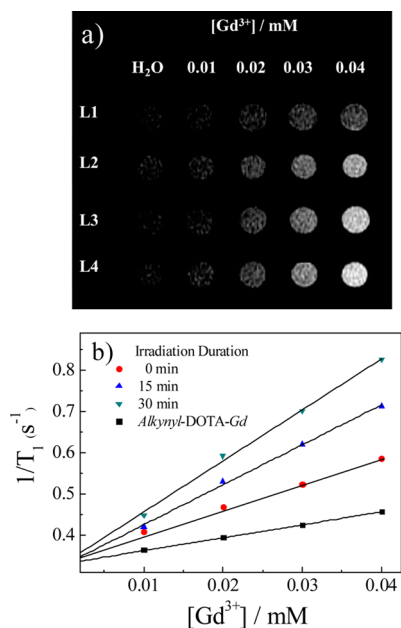 a)
[Gd³⁺] / mM
H₂O 0.01 0.02 0.03 0.04
L1
L2
L3
L4
b)
Irradiation Duration
0 min
15 min
30 min
Alkynyl-DOTA-Gd
0.8
0.7
0.6
0.5
0.4
1/T₁ (s⁻¹)
0.01 0.02 0.03 0.04
[Gd³⁺] / mM